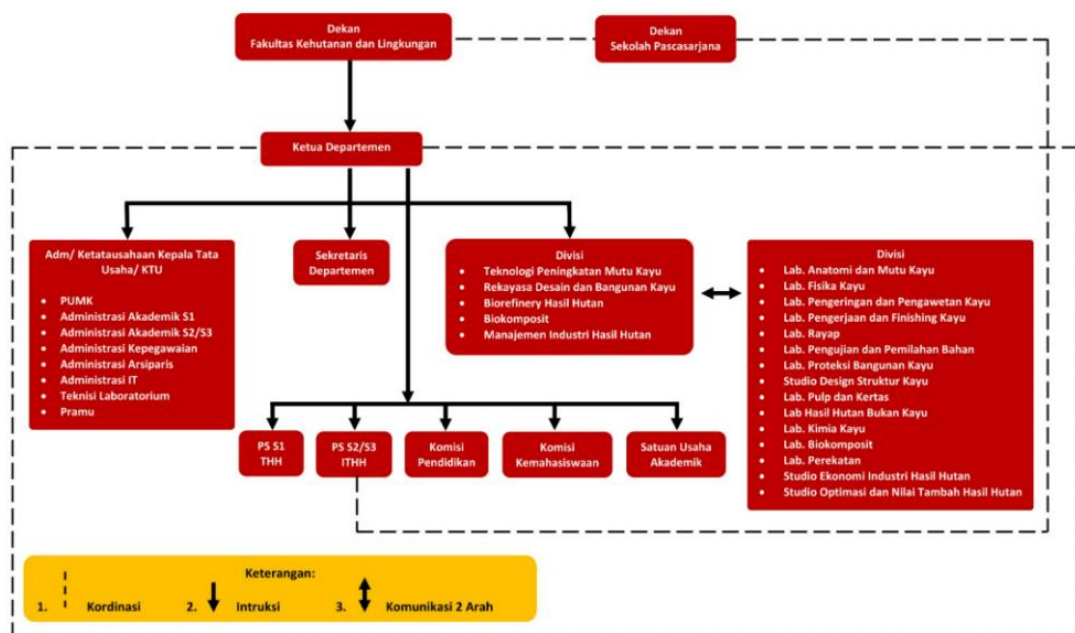 Dekan
Fakultas Kehutanan dan Lingkungan
Dekan
Sekolah Pascasarjana
Ketua Departemen
Adm/ Ketatausahaan Kepala Tata
Usaha/ KTU
• PUMK
• Administrasi Akademik S1
• Administrasi Akademik S2/S3
• Administrasi Kepegawaian
• Administrasi Arsiparis
• Administrasi IT
• Teknisi Laboratorium
• Pramu
Sekretaris
Departemen
Divisi
• Teknologi Peningkatan Mutu Kayu
• Rekayasa Desain dan Bangunan Kayu
• Biorefinery Hasil Hutan
• Biokomposit
• Manajemen Industri Hasil Hutan
Divisi
• Lab. Anatomi dan Mutu Kayu
• Lab. Fisika Kayu
• Lab. Pengeringan dan Pengawetan Kayu
• Lab. Pengerjaan dan Finishing Kayu
• Lab. Rayap
• Lab. Pengujian dan Pemilahan Bahan
• Lab. Proteksi Bangunan Kayu
• Studio Design Struktur Kayu
• Lab. Pulp dan Kertas
• Lab Hasil Hutan Bukan Kayu
• Lab. Kimia Kayu
• Lab. Biokomposit
• Lab. Perekatan
• Studio Ekonomi Industri Hasil Hutan
• Studio Optimasi dan Nilai Tambah Hasil Hutan
PS S1
THH
PS S2/S3
ITHH
Komisi
Pendidikan
Komisi
Kemahasiswaan
Satuan Usaha
Akademik
Keterangan:
1. Kordinasi 2. Intruksi 3. Komunikasi 2 Arah